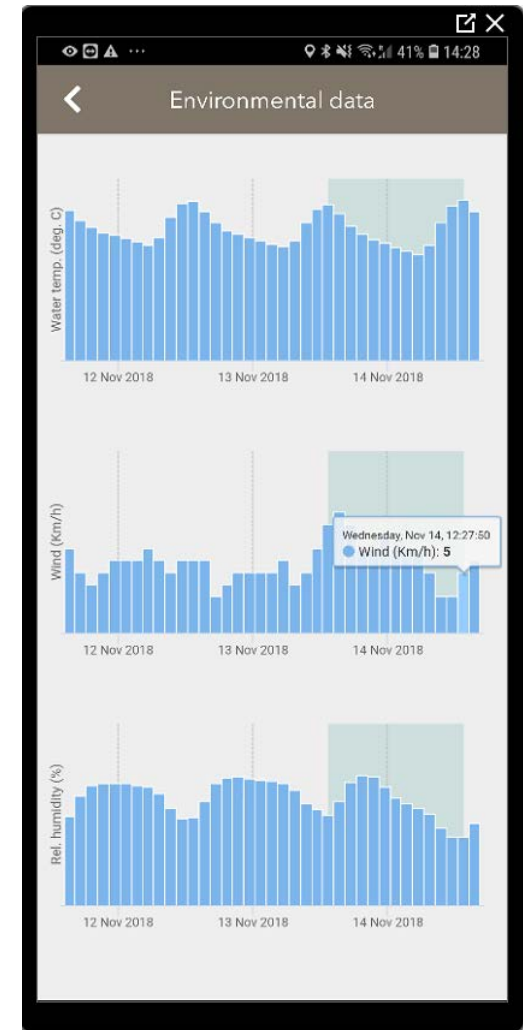 41% 14:28
Environmental data
Water temp. (deg. C)
12 Nov 2018 13 Nov 2018 14 Nov 2018
Wind (Km/h)
Wednesday, Nov 14, 12:27:50
Wind (Km/h): 5
12 Nov 2018 13 Nov 2018 14 Nov 2018
Rel. humidity (%)
12 Nov 2018 13 Nov 2018 14 Nov 2018